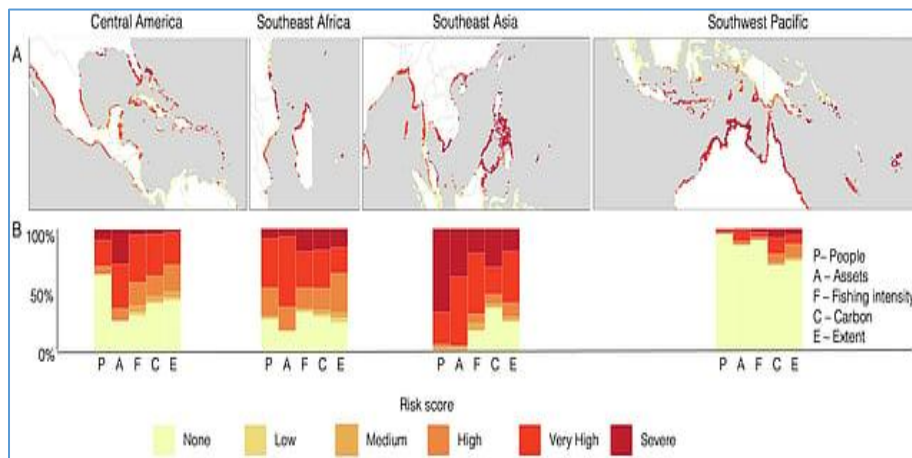 Central America Southeast Africa Southeast Asia Southwest Pacific
A
B
100%
50%
0%
P A F C E P A F C E P A F C E P A F C E
P– People
A – Assets
F – Fishing intensity
C – Carbon
E – Extent
Risk score
None Low Medium High Very High Severe